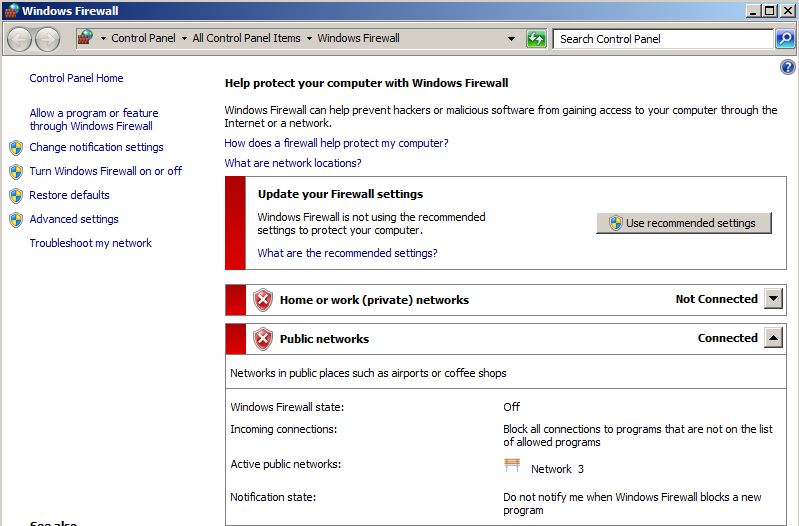 Windows Firewall
Control Panel
All Control Panel Items
Windows Firewall
Search Control Panel
Control Panel Home
Allow a program or feature
through Windows Firewall
Change notification settings
Turn Windows Firewall on or off
Restore defaults
Advanced settings
Troubleshoot my network
See also
Help protect your computer with Windows Firewall
Windows Firewall can help prevent hackers or malicious software from gaining access to your computer through the
Internet or a network.
How does a firewall help protect my computer?
What are network locations?
Update your Firewall settings
Windows Firewall is not using the recommended
settings to protect your computer.
Use recommended settings
What are the recommended settings?
Home or work (private) networks Not Connected
Public networks Connected
Networks in public places such as airports or coffee shops
Windows Firewall state: Off
Incoming connections: Block all connections to programs that are not on the list
of allowed programs
Active public networks: Network 3
Notification state: Do not notify me when Windows Firewall blocks a new
program